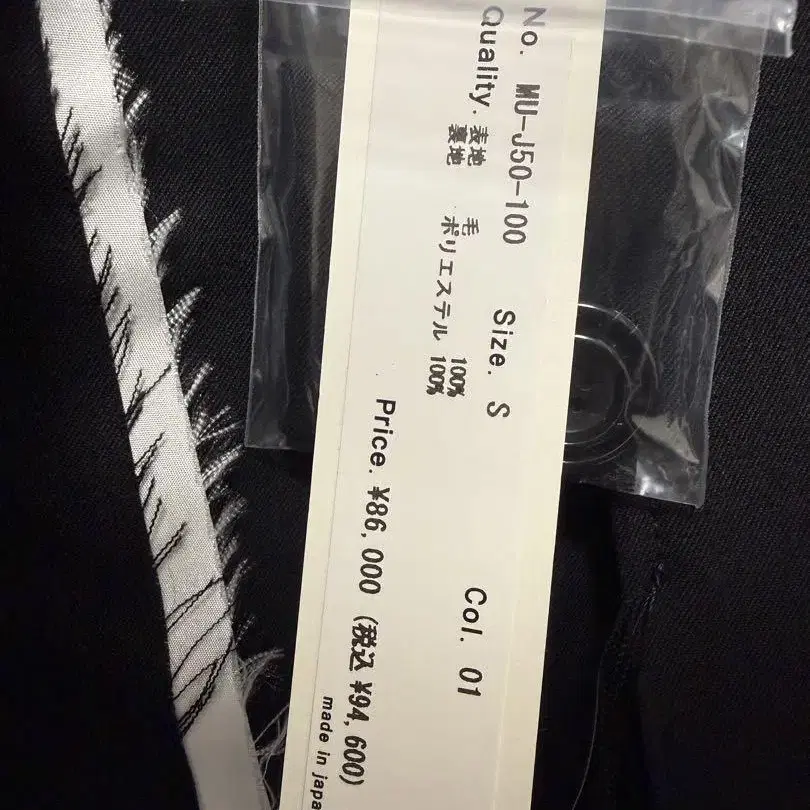 No. MU-J50-100 Size. S Col. 01
Quality. 表地 毛 100%
裏地 ポリエステル 100%
Price. ¥86,000 (税込 ¥94,600)
made in japa